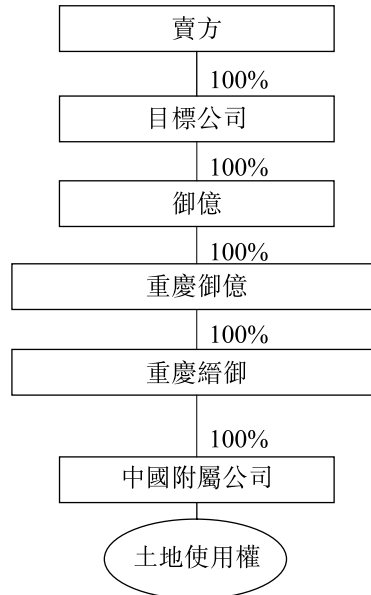 賣方
100%
目標公司
100%
御億
100%
重慶御億
100%
重慶縉御
100%
中國附屬公司
土地使用權